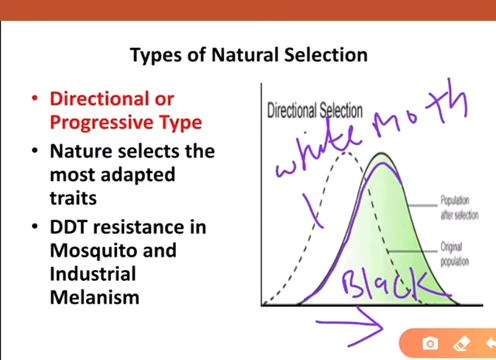 Types of Natural Selection
• Directional or
Progressive Type
• Nature selects the
most adapted
traits
• DDT resistance in
Mosquito and
Industrial
Melanism
Directional Selection
white moth
Population
after selection
Original
population
Black